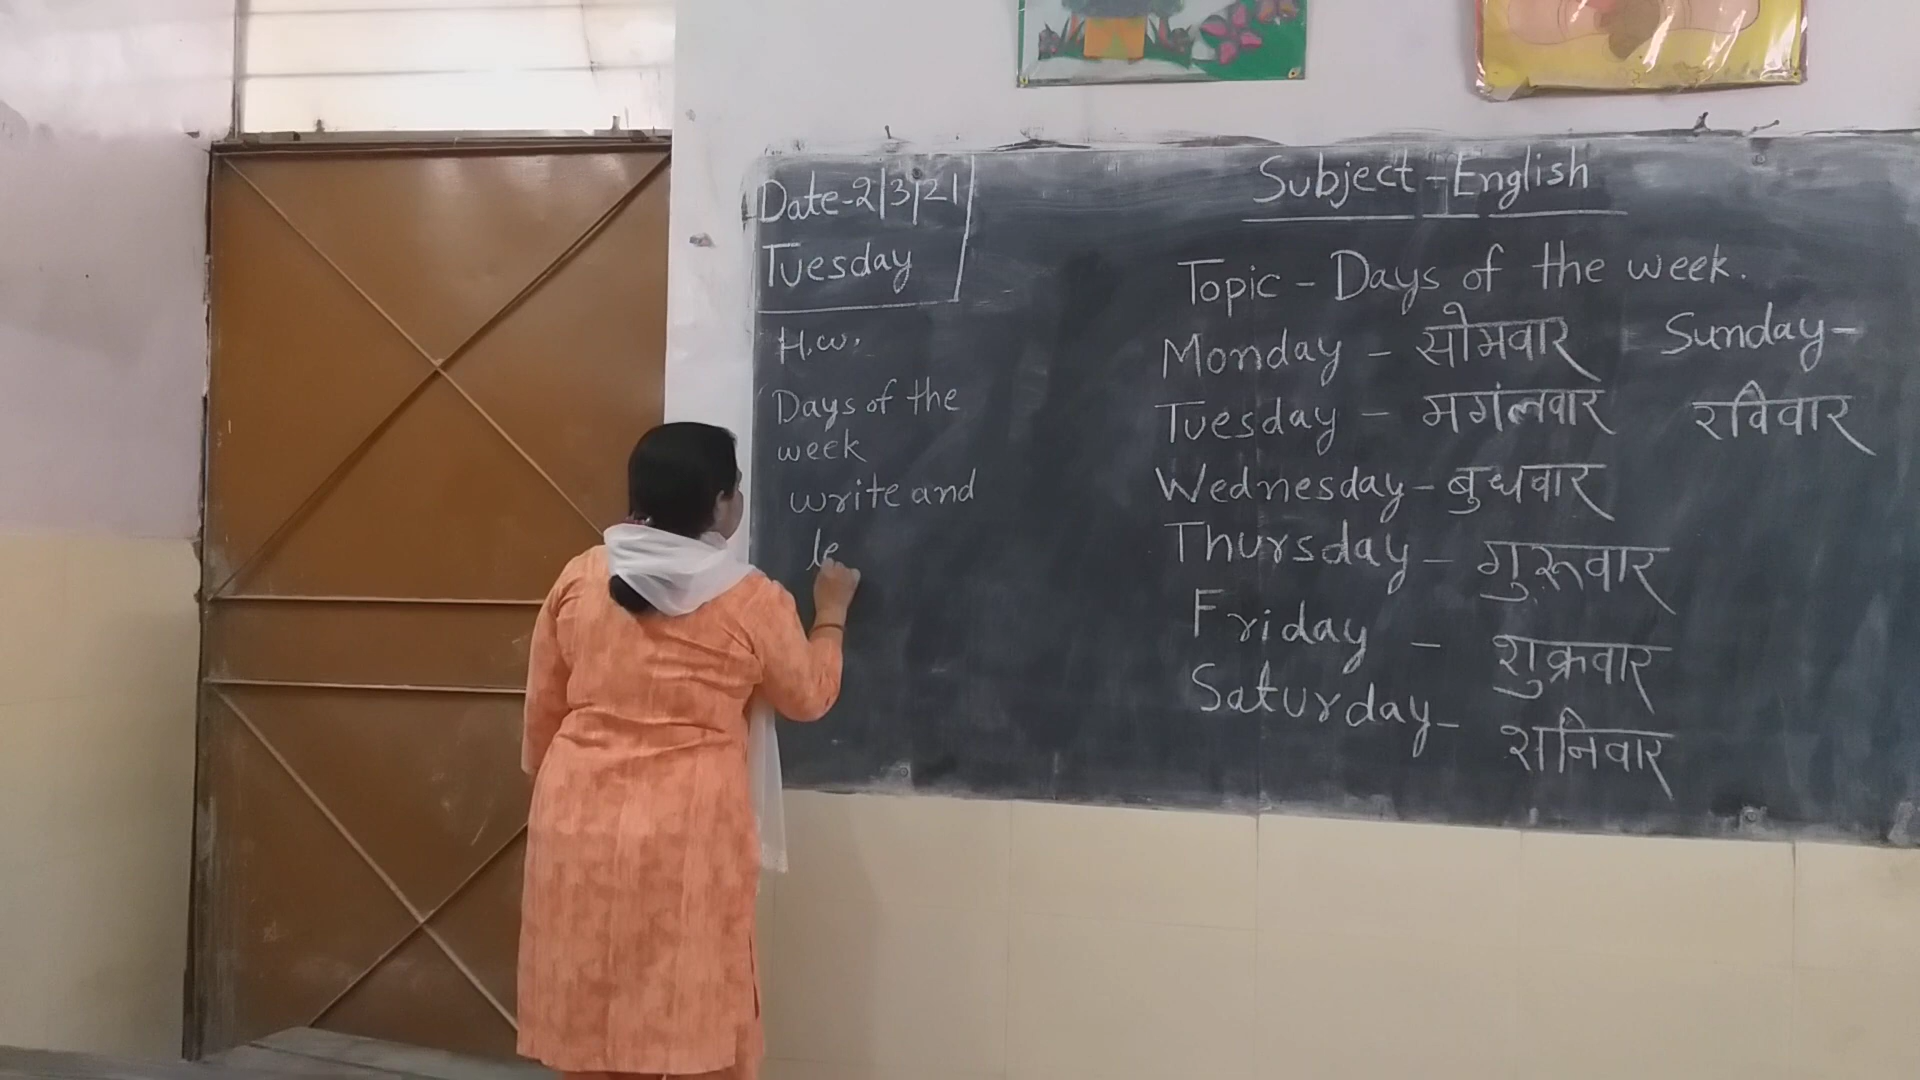 Date-2/3/21
Tuesday
H.W.
Days of the
week
write and
le
Subject-English
Topic - Days of the week.
Monday - सोमवार
Tuesday - मगंलवार
Wednesday - बुधवार
Thursday - गुरूवार
Friday - शुक्रवार
Saturday - शनिवार
Sunday-
रविवार